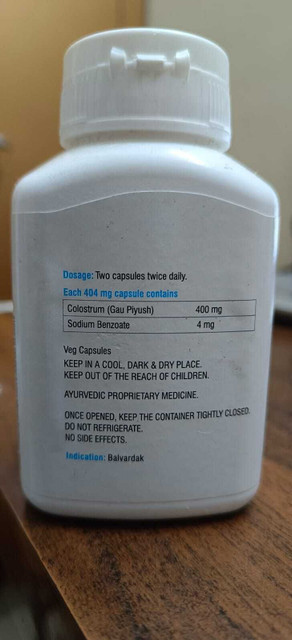 Dosage: Two capsules twice daily.
Each 404 mg capsule contains
Colostrum (Gau Piyush) 400 mg
Sodium Benzoate 4 mg
Veg Capsules
KEEP IN A COOL, DARK & DRY PLACE.
KEEP OUT OF THE REACH OF CHILDREN.
AYURVEDIC PROPRIETARY MEDICINE.
ONCE OPENED, KEEP THE CONTAINER TIGHTLY CLOSED.
DO NOT REFRIGERATE.
NO SIDE EFFECTS.
Indication: Balvardak